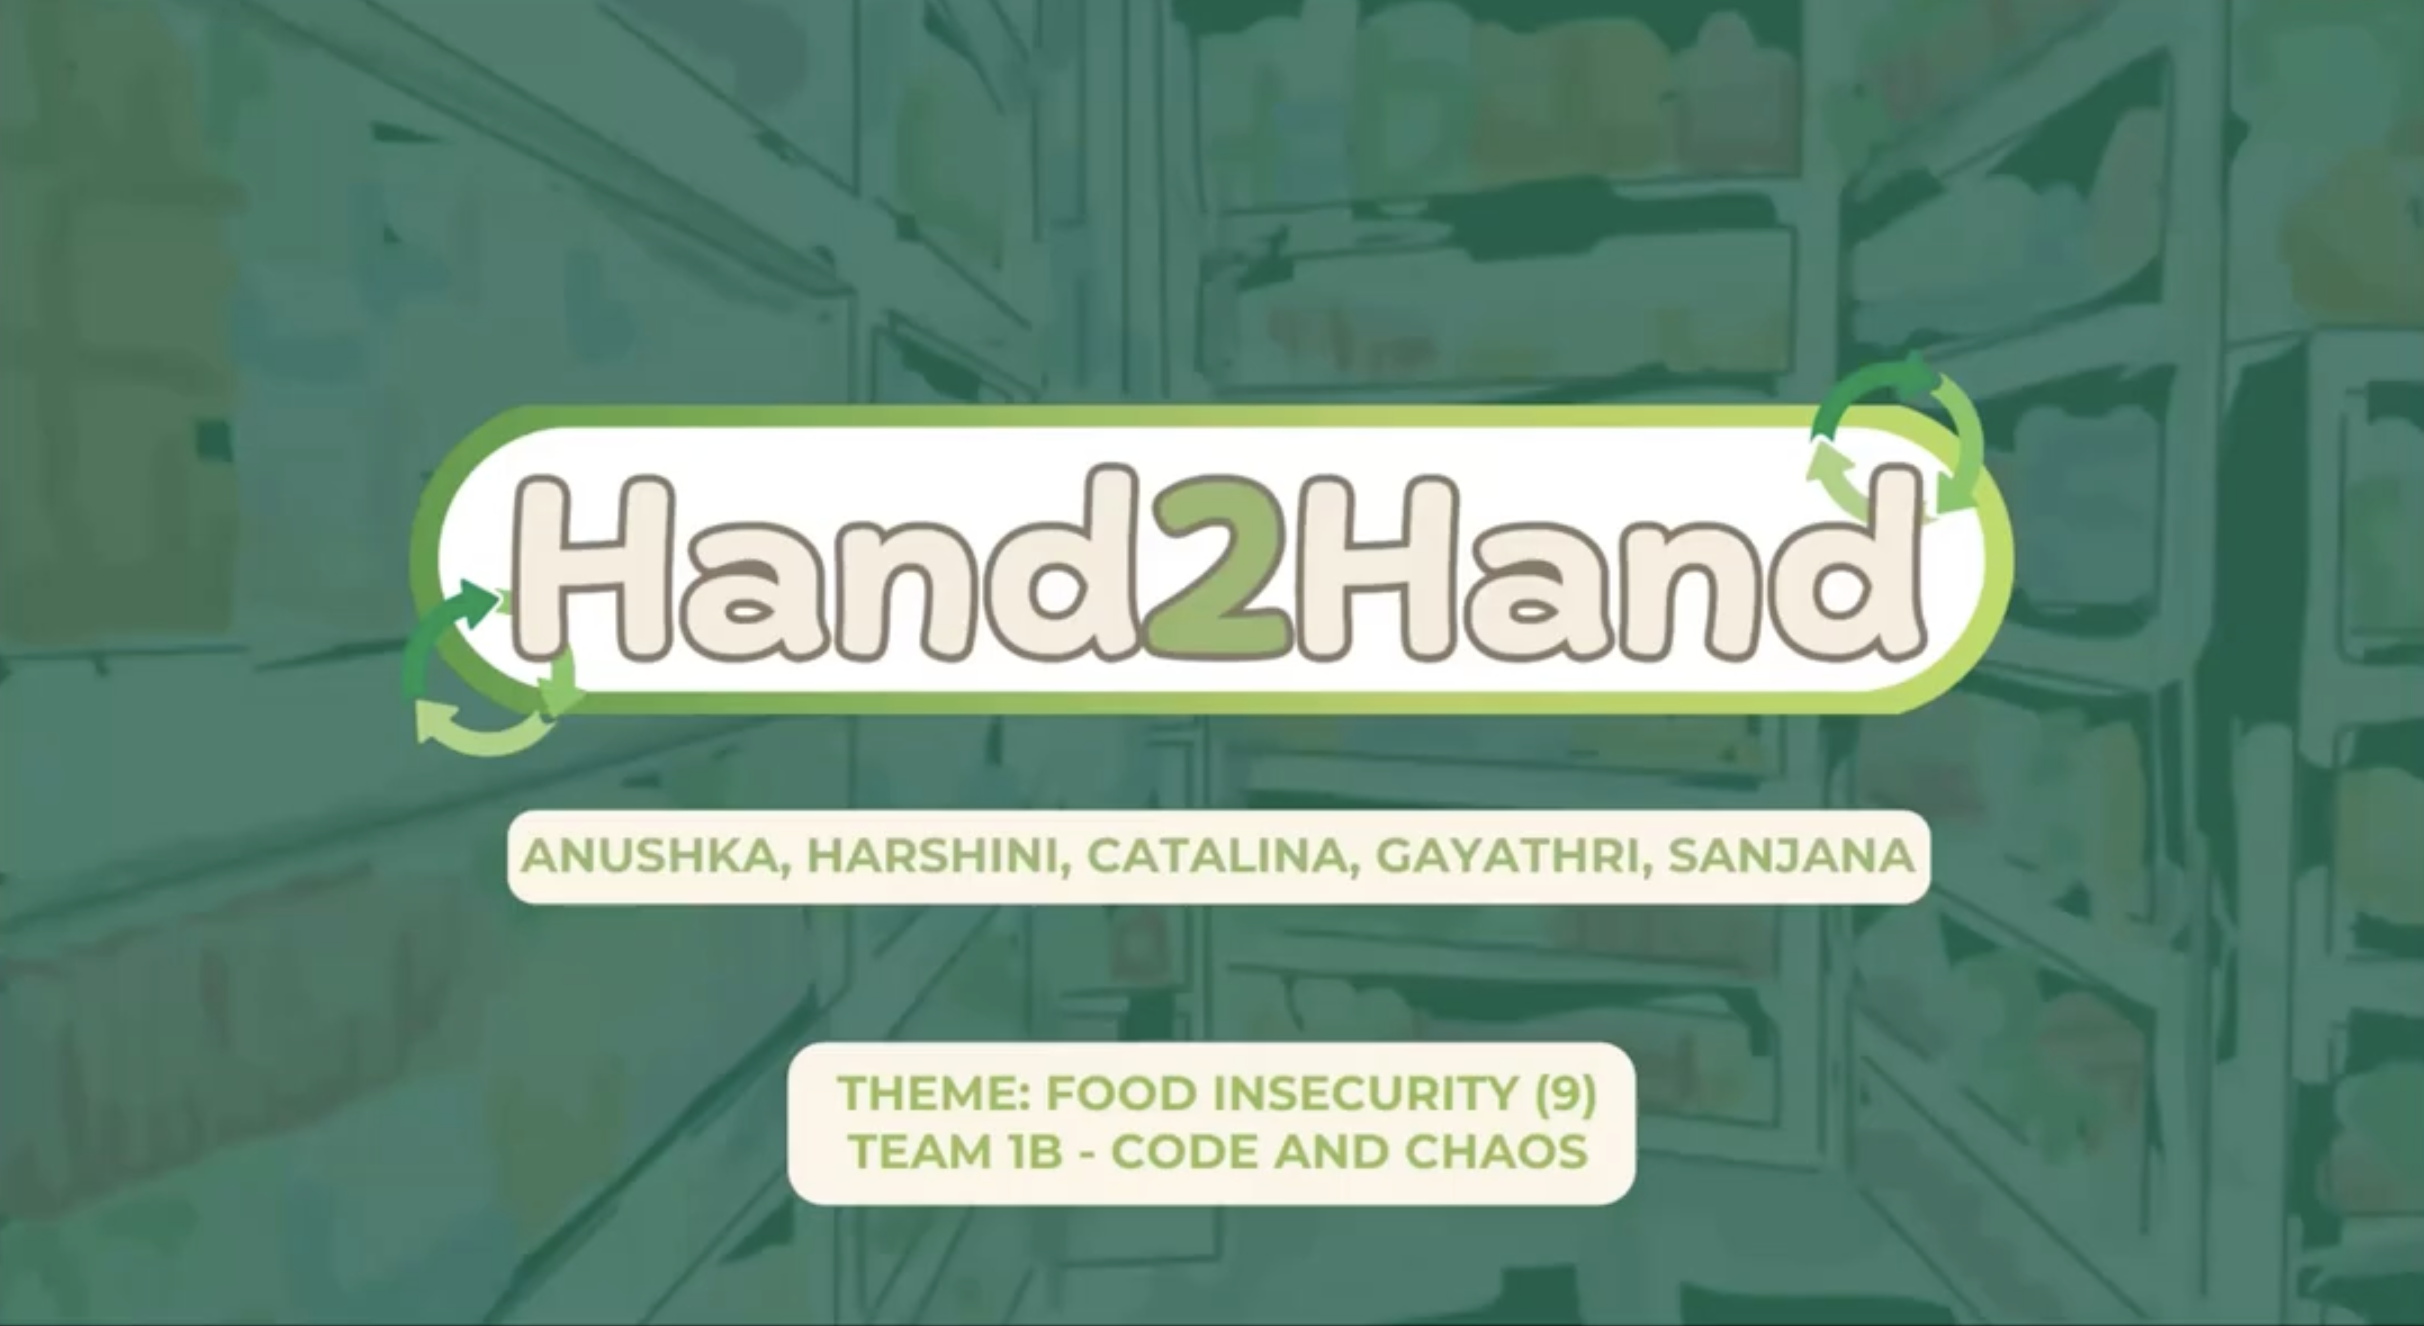 Hand2Hand
ANUSHKA, HARSHINI, CATALINA, GAYATHRI, SANJANA
THEME: FOOD INSECURITY (9)
TEAM 1B - CODE AND CHAOS